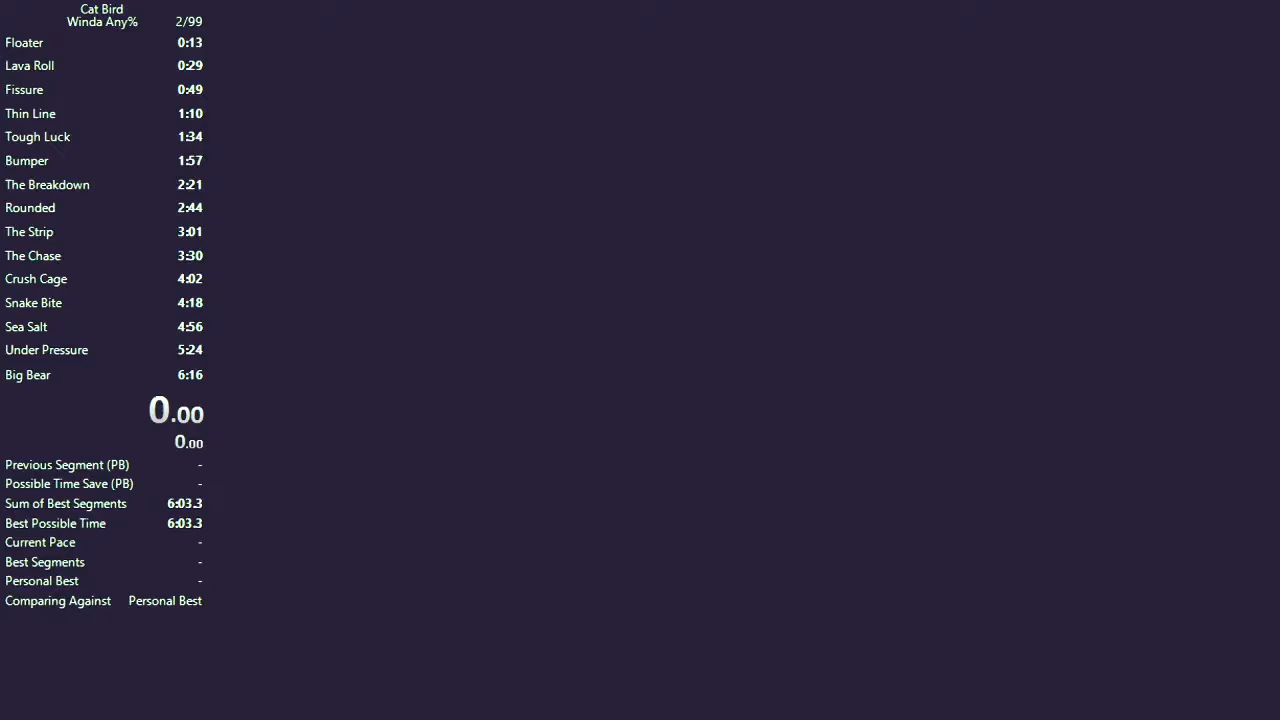 Cat Bird
Winda Any% 2/99
Floater 0:13
Lava Roll 0:29
Fissure 0:49
Thin Line 1:10
Tough Luck 1:34
Bumper 1:57
The Breakdown 2:21
Rounded 2:44
The Strip 3:01
The Chase 3:30
Crush Cage 4:02
Snake Bite 4:18
Sea Salt 4:56
Under Pressure 5:24
Big Bear 6:16
0.00
0.00
Previous Segment (PB) -
Possible Time Save (PB) -
Sum of Best Segments 6:03.3
Best Possible Time 6:03.3
Current Pace -
Best Segments -
Personal Best -
Comparing Against Personal Best